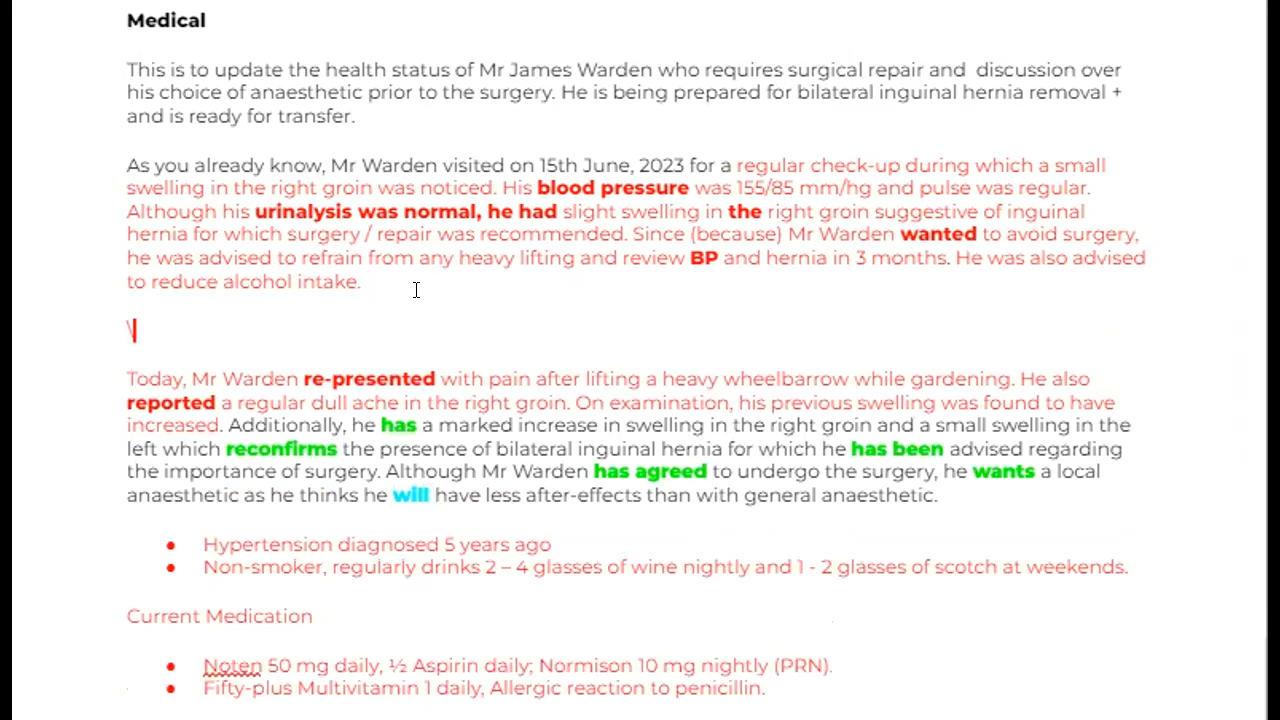 Medical
This is to update the health status of Mr James Warden who requires surgical repair and  discussion over
his choice of anaesthetic prior to the surgery. He is being prepared for bilateral inguinal hernia removal +
and is ready for transfer.
As you already know, Mr Warden visited on 15th June, 2023 for a regular check-up during which a small
swelling in the right groin was noticed. His blood pressure was 155/85 mm/hg and pulse was regular.
Although his urinalysis was normal, he had slight swelling in the right groin suggestive of inguinal
hernia for which surgery / repair was recommended. Since (because) Mr Warden wanted to avoid surgery,
he was advised to refrain from any heavy lifting and review BP and hernia in 3 months. He was also advised
to reduce alcohol intake.
\
Today, Mr Warden re-presented with pain after lifting a heavy wheelbarrow while gardening. He also
reported a regular dull ache in the right groin. On examination, his previous swelling was found to have
increased. Additionally, he has a marked increase in swelling in the right groin and a small swelling in the
left which reconfirms the presence of bilateral inguinal hernia for which he has been advised regarding
the importance of surgery. Although Mr Warden has agreed to undergo the surgery, he wants a local
anaesthetic as he thinks he will have less after-effects than with general anaesthetic.
• Hypertension diagnosed 5 years ago
• Non-smoker, regularly drinks 2 – 4 glasses of wine nightly and 1 - 2 glasses of scotch at weekends.
Current Medication
• Noten 50 mg daily, ½ Aspirin daily; Normison 10 mg nightly (PRN).
• Fifty-plus Multivitamin 1 daily, Allergic reaction to penicillin.